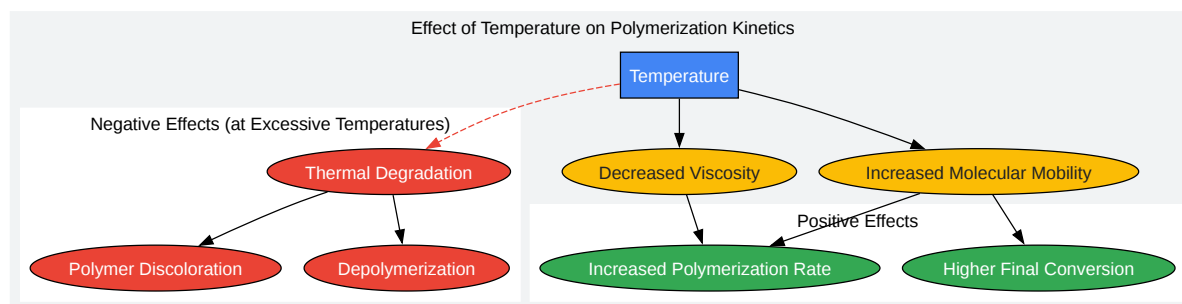 Effect of Temperature on Polymerization Kinetics
Temperature
Negative Effects (at Excessive Temperatures)
Thermal Degradation
Decreased Viscosity
Increased Molecular Mobility
Positive Effects
Polymer Discoloration
Depolymerization
Increased Polymerization Rate
Higher Final Conversion